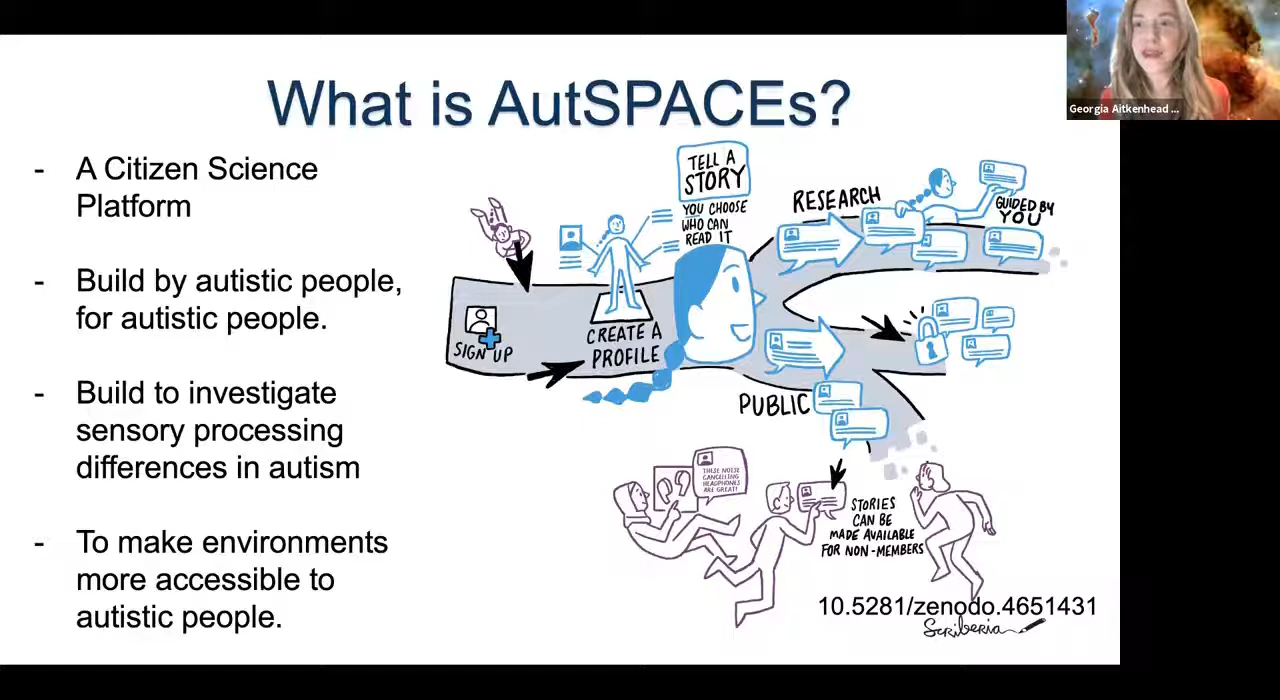 What is AutSPACEs?
- A Citizen Science
Platform
- Build by autistic people,
for autistic people.
- Build to investigate
sensory processing
differences in autism
- To make environments
more accessible to
autistic people.
SIGN UP
CREATE A
PROFILE
TELL A
STORY
YOU CHOOSE
WHO CAN
READ IT
RESEARCH
GUIDED BY
YOU
PUBLIC
THESE NOISE
CANCELLING
HEADPHONES
ARE GREAT!
STORIES
CAN BE
MADE AVAILABLE
FOR NON-MEMBERS
10.5281/zenodo.4651431
Scriberia
Georgia Aitkenhead ...